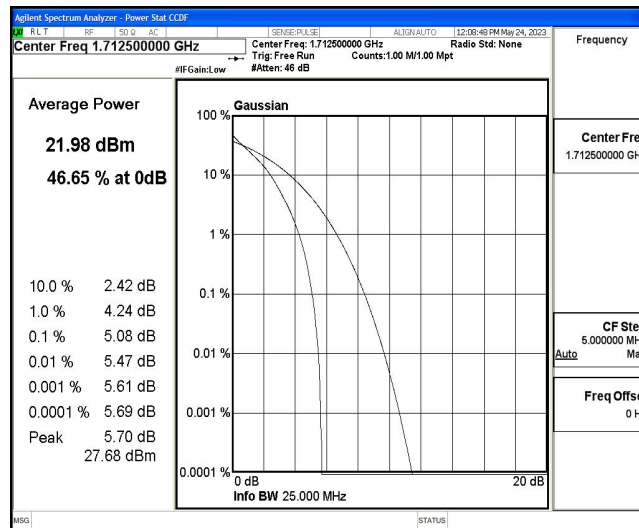 Agilent Spectrum Analyzer - Power Stat CCDF
RLT RF 50 Ω AC SENSE:PULSE ALIGNAUTO 12:08:48 PM May 24, 2023
Center Freq 1.712500000 GHz
Center Freq: 1.712500000 GHz Radio Std: None
Trig: Free Run Counts:1.00 M/1.00 Mpt
#IFGain:Low #Atten: 46 dB
Frequency
Average Power
21.98 dBm
46.65 % at 0dB
10.0 % 2.42 dB
1.0 % 4.24 dB
0.1 % 5.08 dB
0.01 % 5.47 dB
0.001 % 5.61 dB
0.0001 % 5.69 dB
Peak 5.70 dB
27.68 dBm
Gaussian
100 %
10 %
1 %
0.1 %
0.01 %
0.001 %
0.0001 %
0 dB 20 dB
Info BW 25.000 MHz
Center Fre
1.712500000 GH
CF Ste
5.000000 MH
Auto Ma
Freq Offs
0 H
MSG STATUS